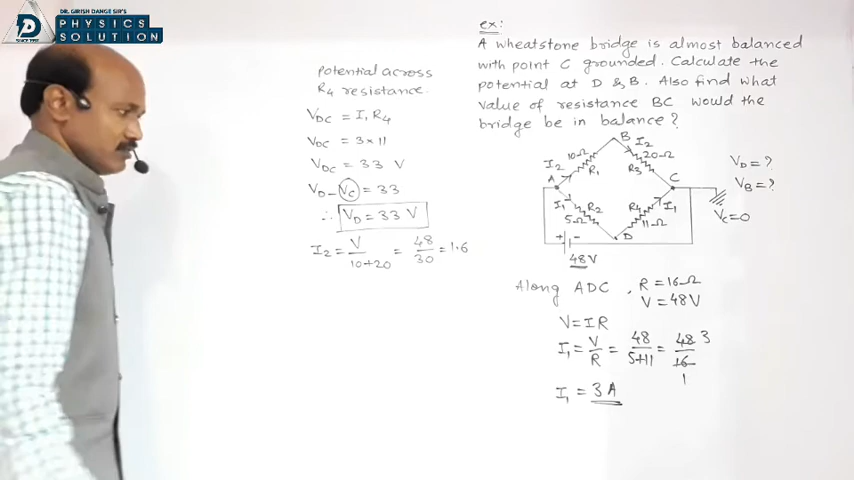 DR. GIRISH DANGE SIR'S
PHYSICS
SOLUTION
SINCE 1992
ex:
A wheatstone bridge is almost balanced
with point C grounded. Calculate the
potential at D & B. Also find what
value of resistance BC would the
bridge be in balance?
potential across
R4 resistance.
VDC = I1 R4
VDC = 3×11
VDC = 33 V
VD - VC = 33
∴ VD = 33 V
I2 = V/10+20 = 48/30 = 1.6
B
I2
10Ω
20Ω
I2
R1
R3
A
C
I1
R2
R4
I1
5Ω
11Ω
D
+ -
48V
VD = ?
VB = ?
VC = 0
Along ADC , R = 16Ω
V = 48V
V = IR
I1 = V/R = 48/5+11 = 48/16 3
1
I1 = 3A